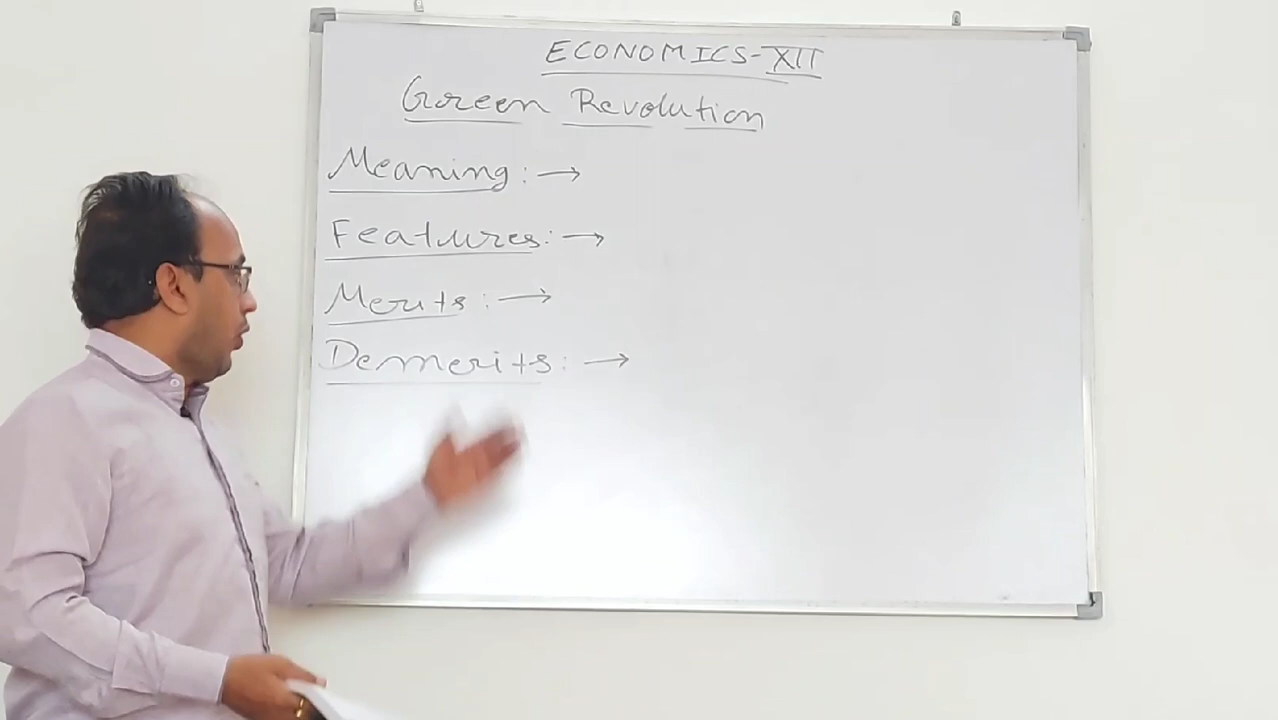 ECONOMICS-XII
Green Revolution
Meaning:→
Features:→
Merits:→
Demerits:→